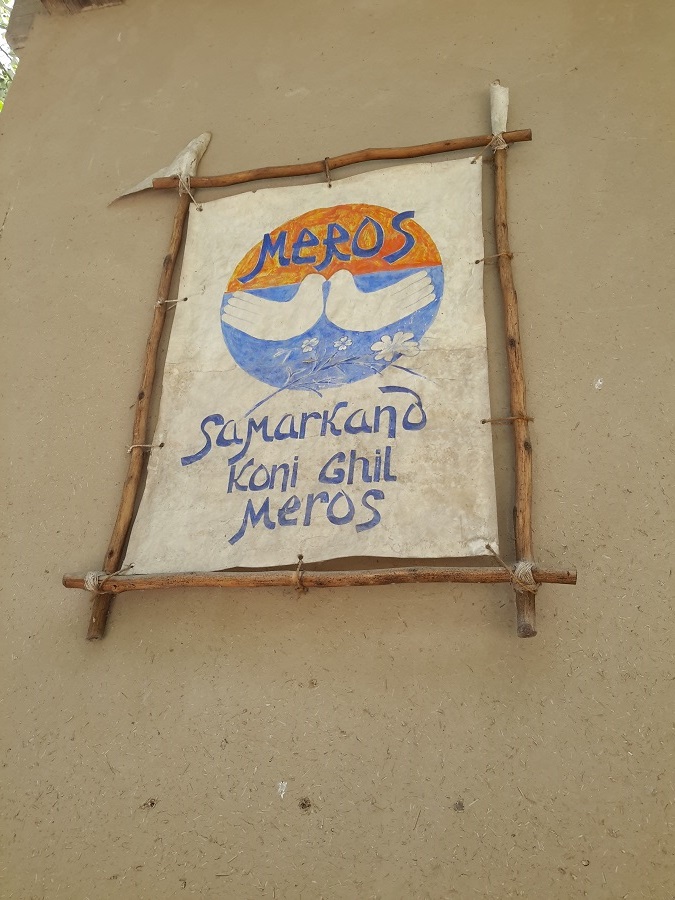 MEROS
Samarkand
Koni Ghil
Meros